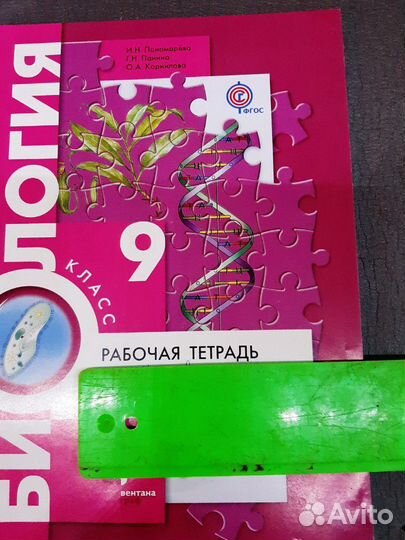 И.Н. Пономарёва
Г.Н. Панина
О.А. Корнилова
ФГОС
БИОЛОГИЯ
9
КЛАСС
РАБОЧАЯ ТЕТРАДЬ
вентана
Avito